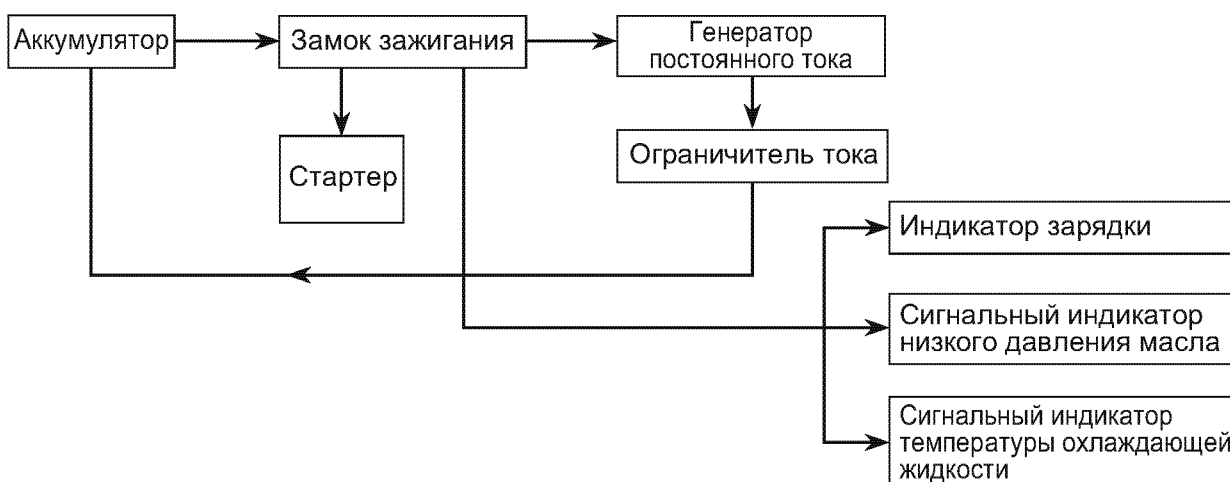 Аккумулятор
Замок зажигания
Генератор
постоянного тока
Стартер
Ограничитель тока
Индикатор зарядки
Сигнальный индикатор
низкого давления масла
Сигнальный индикатор
температуры охлаждающей
жидкости